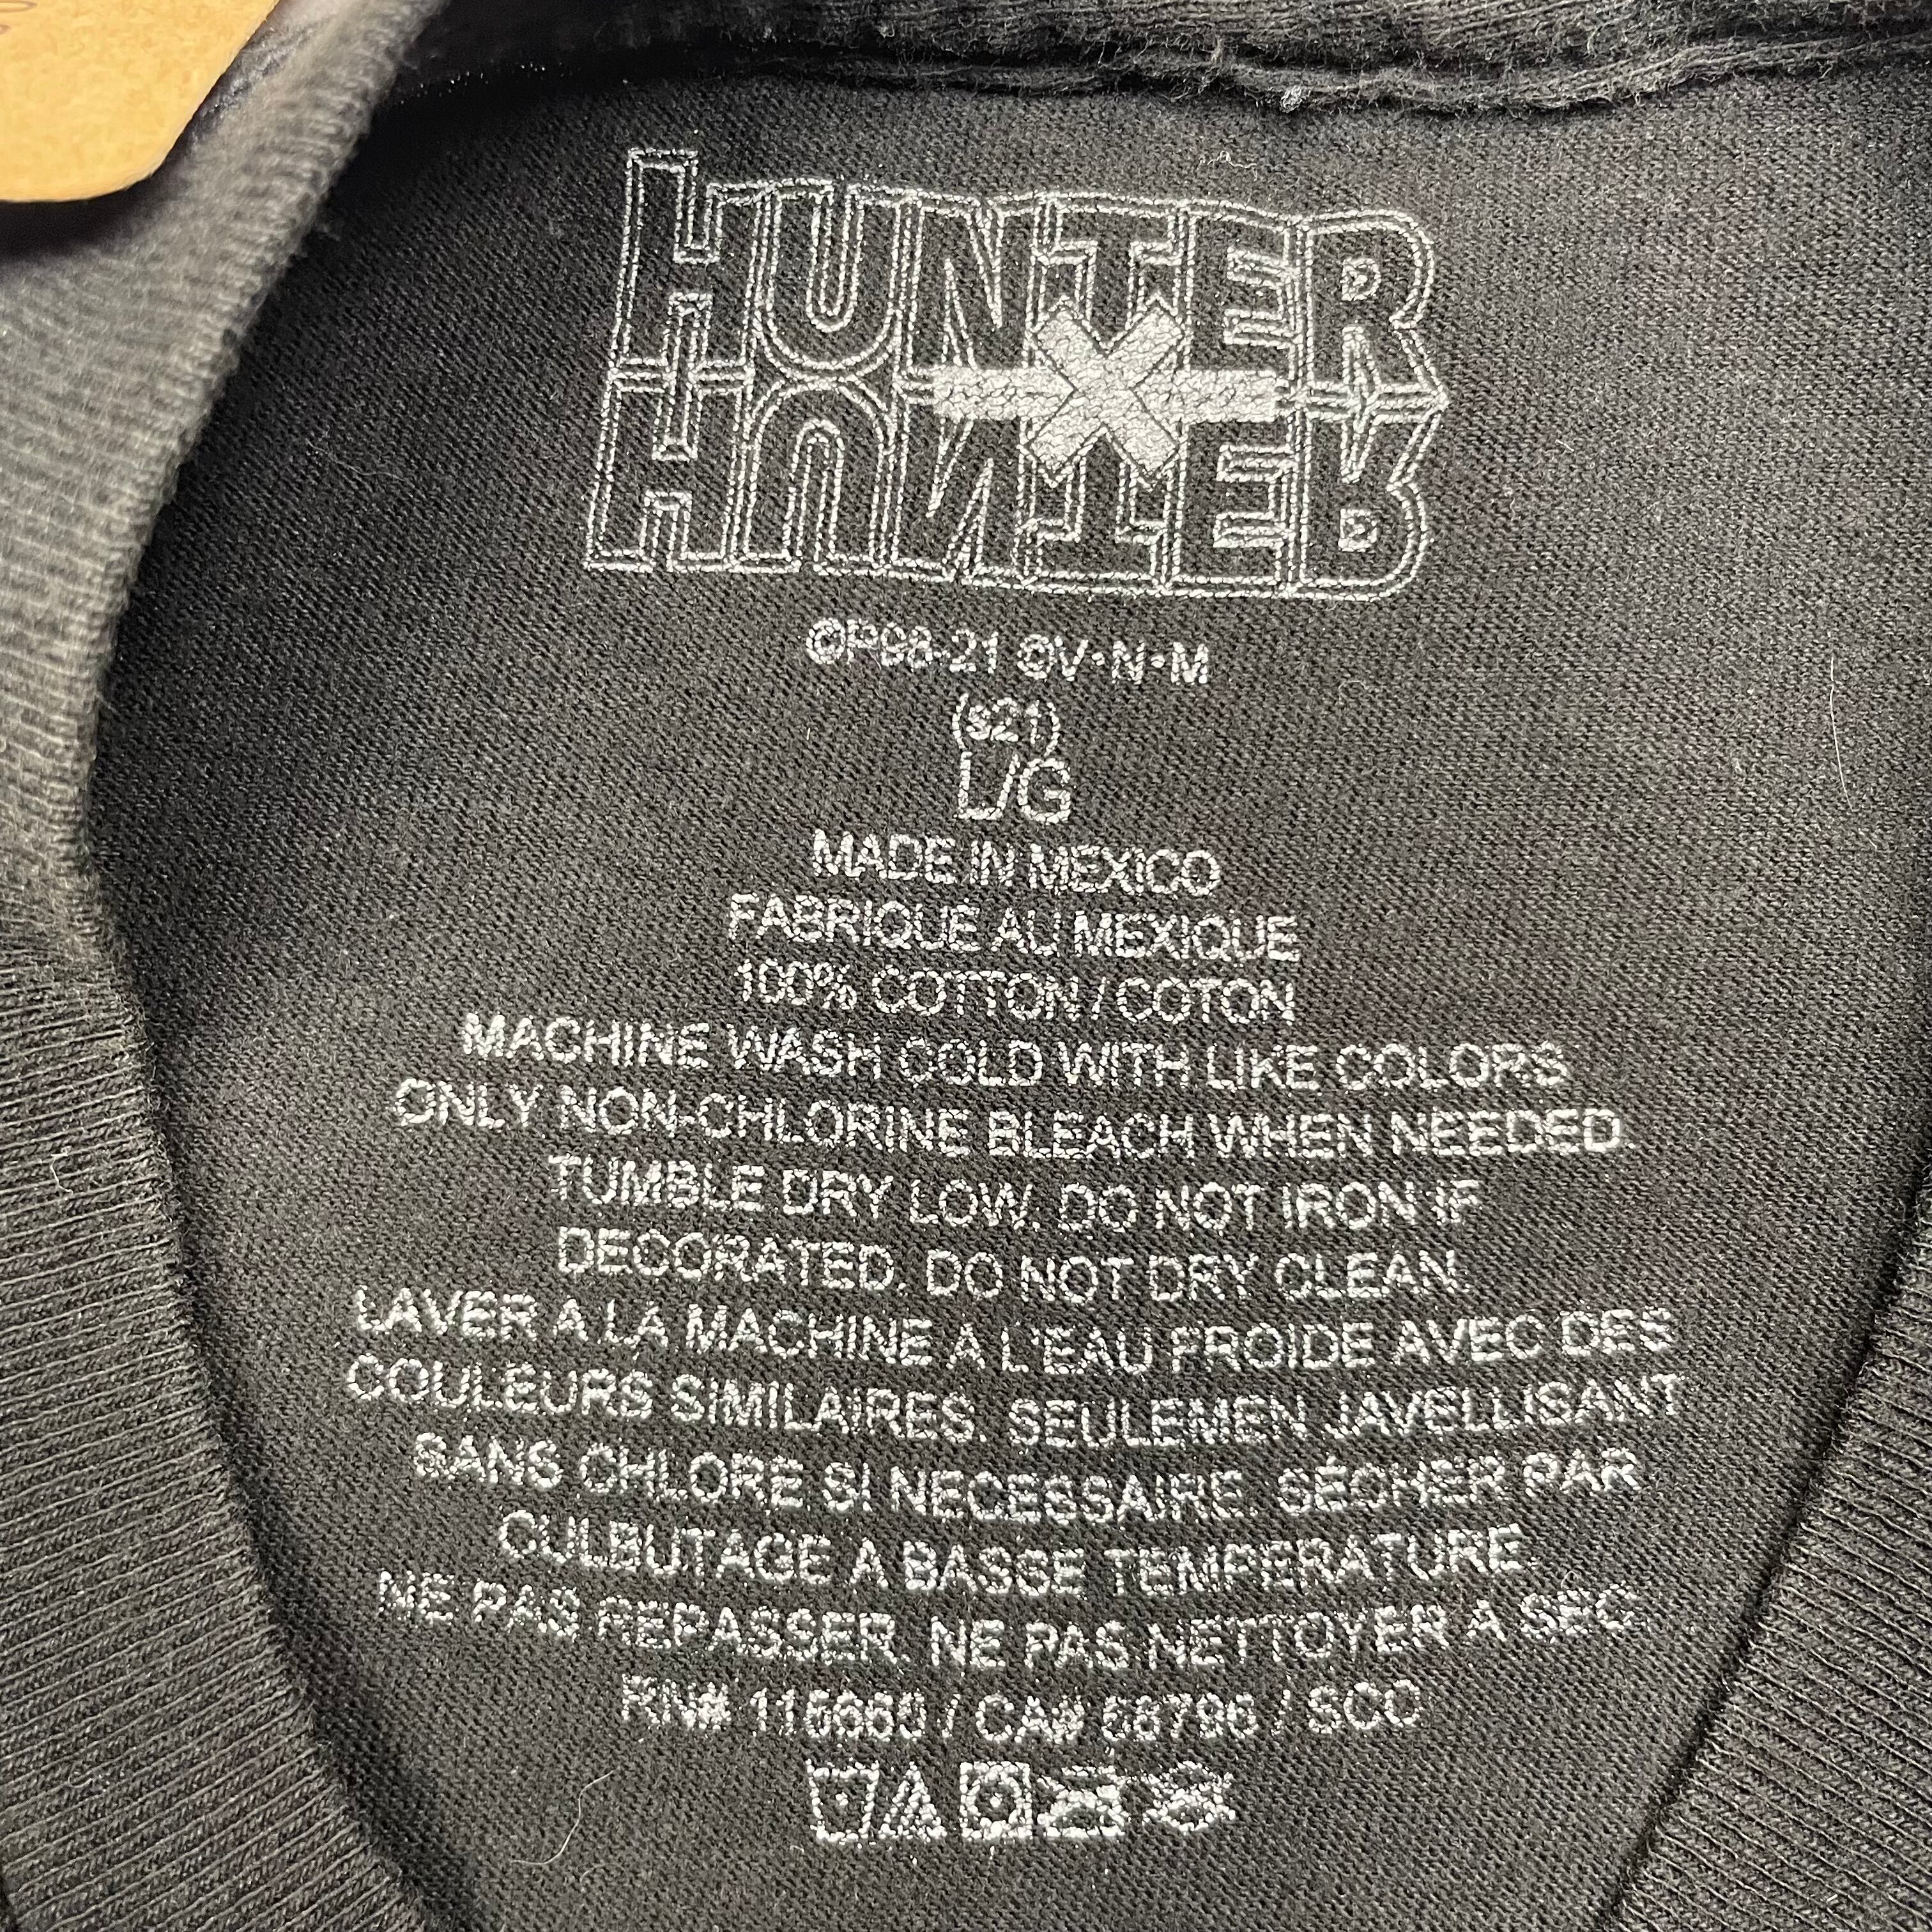 HUNTER
X
HUNTER
©P98-21 ©V•N•M
(s21)
L/G
MADE IN MEXICO
FABRIQUE AU MEXIQUE
100% COTTON / COTON
MACHINE WASH COLD WITH LIKE COLORS
ONLY NON-CHLORINE BLEACH WHEN NEEDED.
TUMBLE DRY LOW. DO NOT IRON IF
DECORATED. DO NOT DRY CLEAN.
LAVER A LA MACHINE A L'EAU FROIDE AVEC DES
COULEURS SIMILAIRES. SEULEMEN JAVELLISANT
SANS CHLORE SI NECESSAIRE. SÉCHER PAR
CULBUTAGE A BASSE TEMPERATURE.
NE PAS REPASSER. NE PAS NETTOYER A SEC
RN# / CA# / SCC